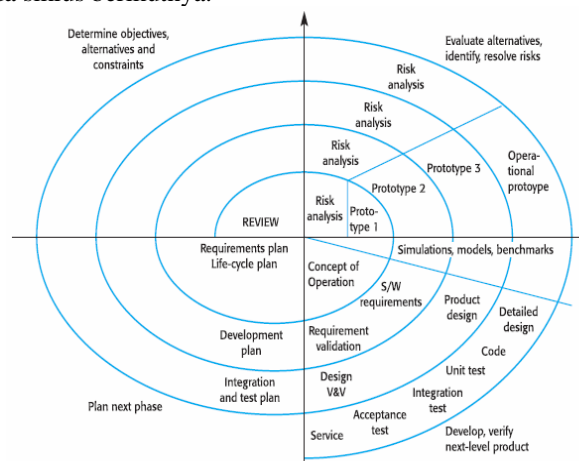 Determine objectives,
alternatives and
constraints
Evaluate alternatives,
identify, resolve risks
Risk
analysis
Risk
analysis
Risk
analysis
Risk
analysis
Proto-
type 1
Prototype 2
Prototype 3
Opera-
tional
protoype
REVIEW
Requirements plan
Life-cycle plan
Simulations, models, benchmarks
Concept of
Operation
S/W
requirements
Product
design
Detailed
design
Development
plan
Requirement
validation
Code
Unit test
Integration
and test plan
Design
V&V
Integration
test
Plan next phase
Acceptance
test
Service
Develop, verify
next-level product